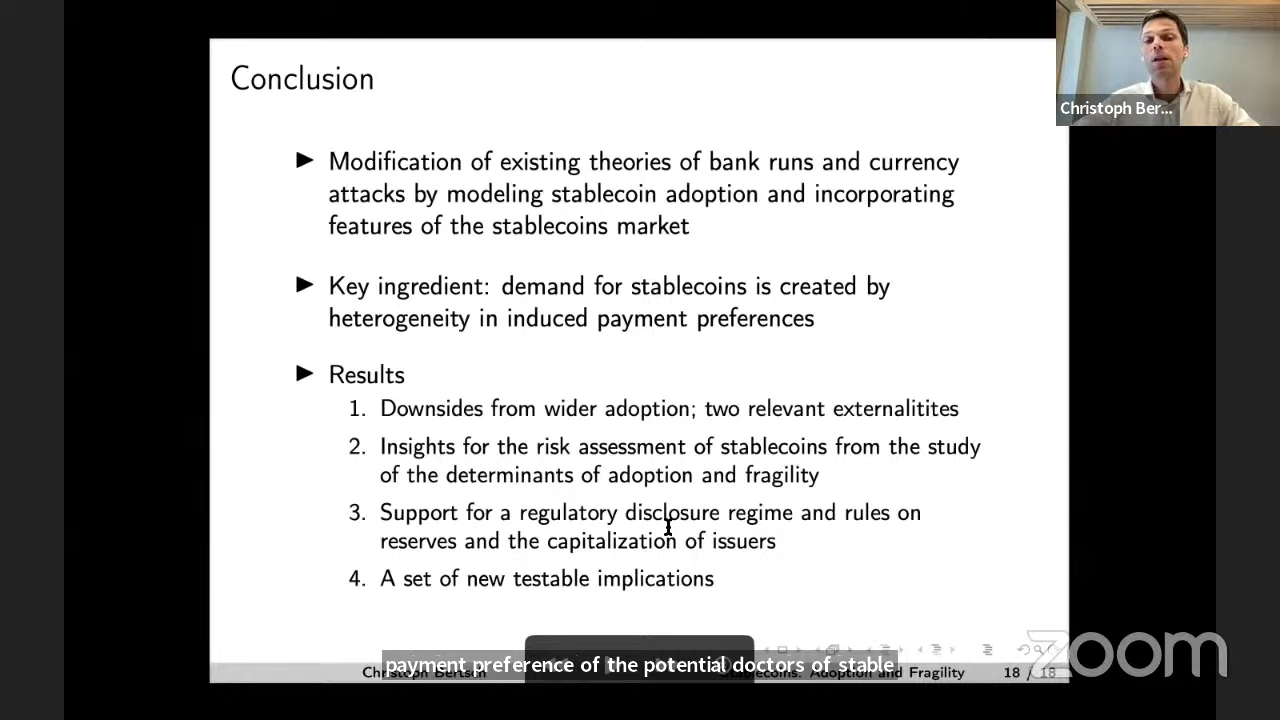 Conclusion
Christoph Ber...
▶ Modification of existing theories of bank runs and currency
attacks by modeling stablecoin adoption and incorporating
features of the stablecoins market
▶ Key ingredient: demand for stablecoins is created by
heterogeneity in induced payment preferences
▶ Results
1. Downsides from wider adoption; two relevant externalitites
2. Insights for the risk assessment of stablecoins from the study
of the determinants of adoption and fragility
3. Support for a regulatory disclosure regime and rules on
reserves and the capitalization of issuers
4. A set of new testable implications
payment preference of the potential doctors of stable
Christoph Bertsch Stablecoins: Adoption and Fragility 18 / 18
zoom